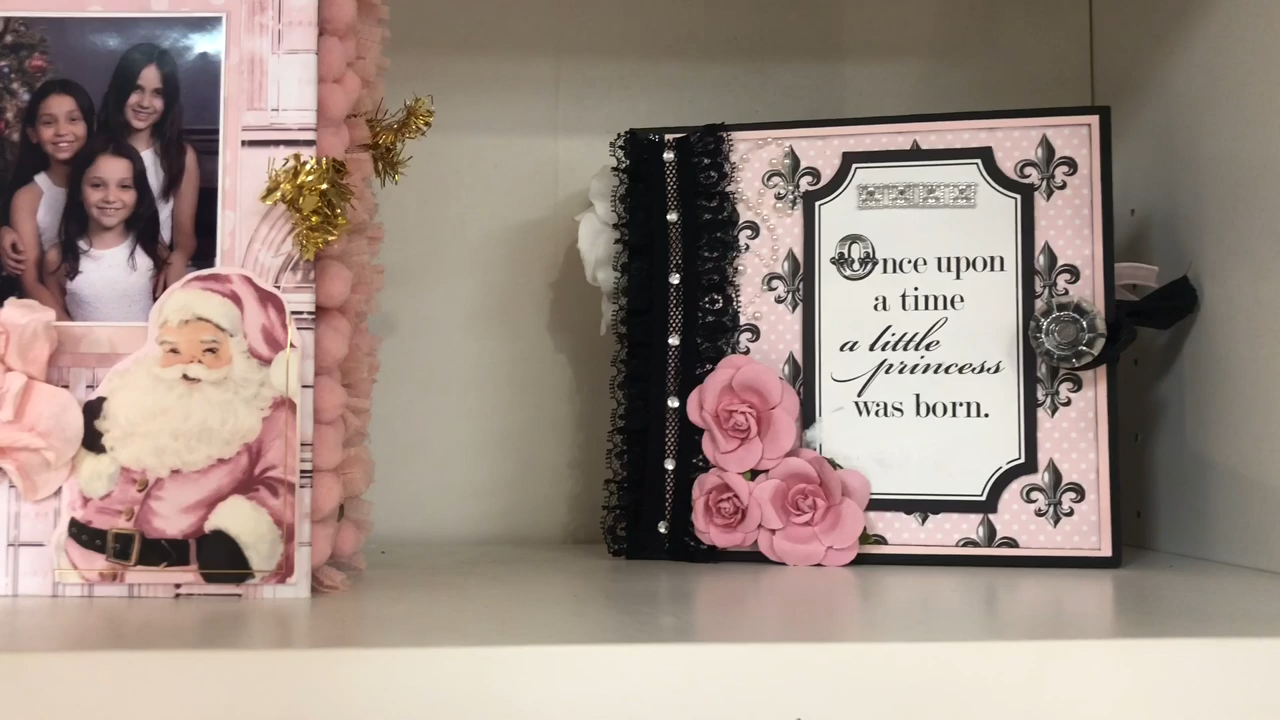 Once upon
a time
a little
princess
was born.